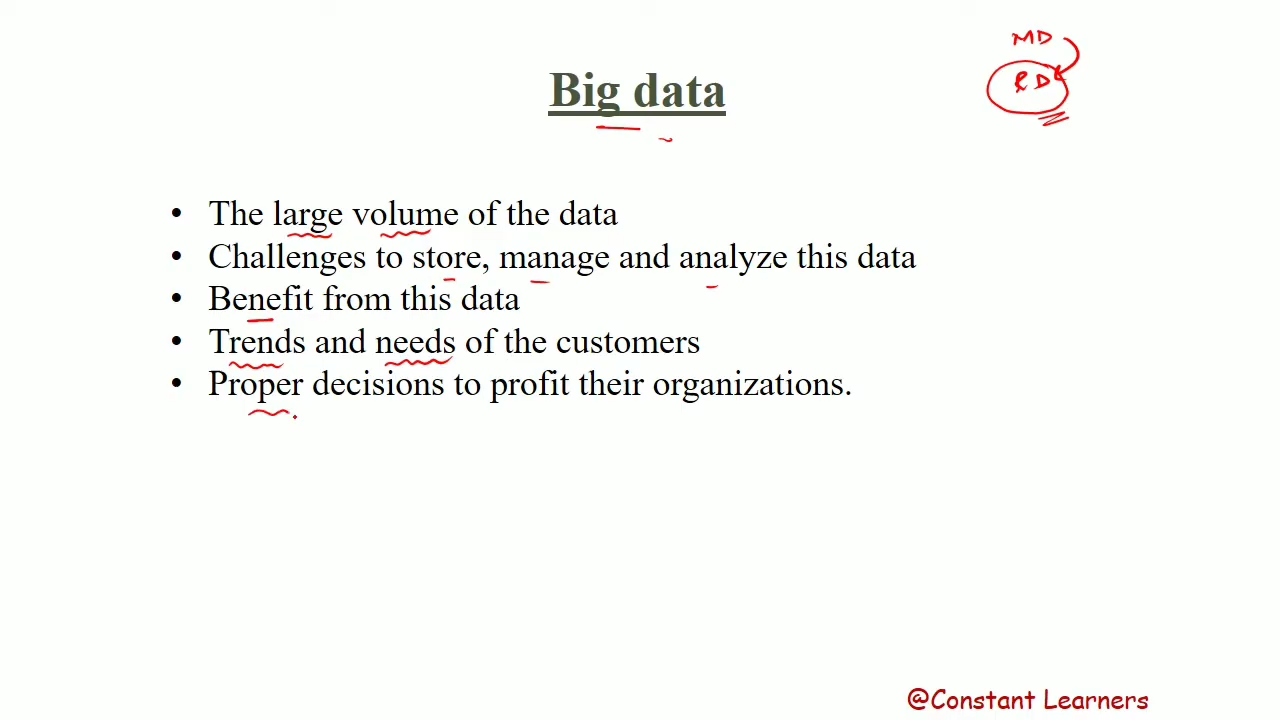 MD
RD
Big data
• The large volume of the data
• Challenges to store, manage and analyze this data
• Benefit from this data
• Trends and needs of the customers
• Proper decisions to profit their organizations.
@Constant Learners